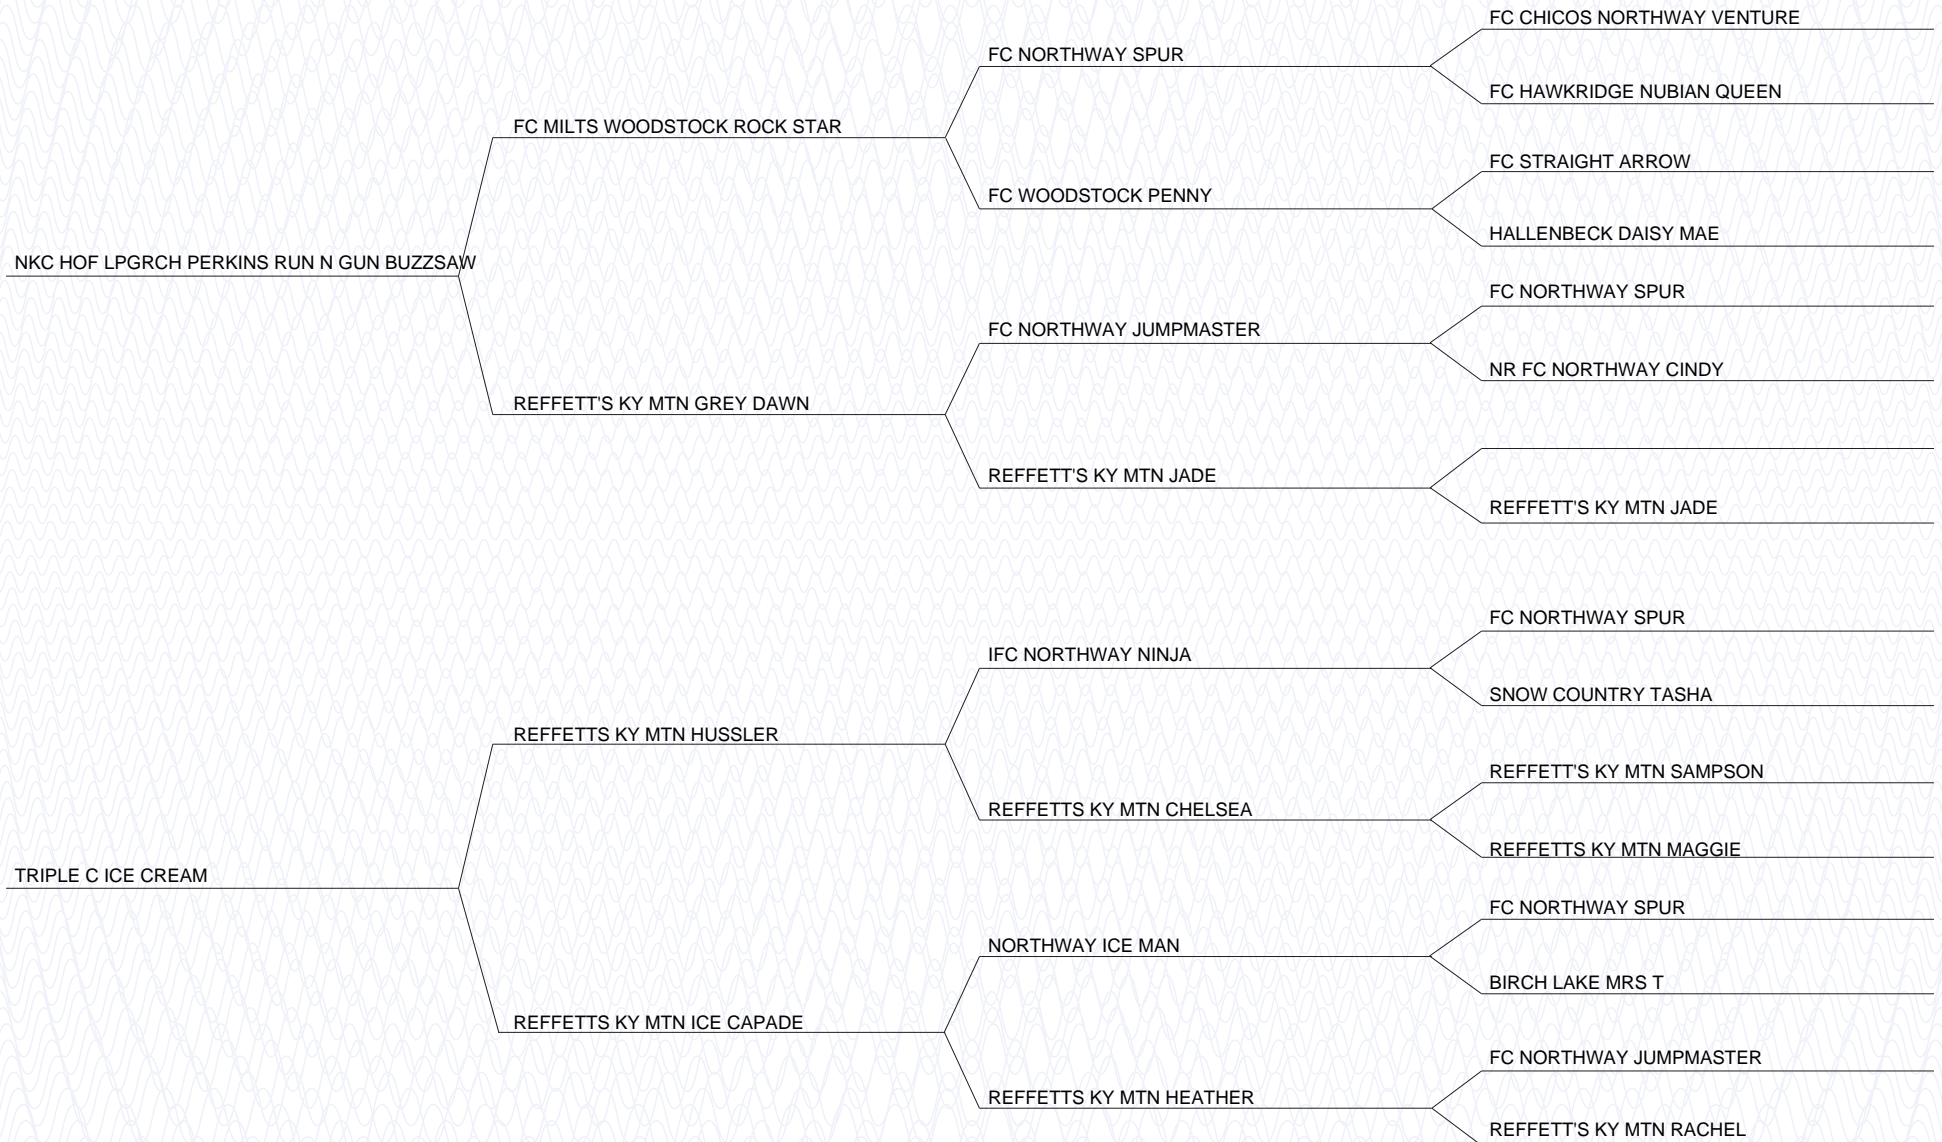 FC CHICOS NORTHWAY VENTURE
FC NORTHWAY SPUR
FC HAWKRIDGE NUBIAN QUEEN
FC MILTS WOODSTOCK ROCK STAR
FC STRAIGHT ARROW
FC WOODSTOCK PENNY
HALLENBECK DAISY MAE
NKC HOF LPGRCH PERKINS RUN N GUN BUZZSAW
FC NORTHWAY SPUR
FC NORTHWAY JUMPMASTER
NR FC NORTHWAY CINDY
REFFETT'S KY MTN GREY DAWN
REFFETT'S KY MTN JADE
REFFETT'S KY MTN JADE
FC NORTHWAY SPUR
IFC NORTHWAY NINJA
SNOW COUNTRY TASHA
REFFETTS KY MTN HUSSLER
REFFETT'S KY MTN SAMPSON
REFFETTS KY MTN CHELSEA
REFFETTS KY MTN MAGGIE
TRIPLE C ICE CREAM
FC NORTHWAY SPUR
NORTHWAY ICE MAN
BIRCH LAKE MRS T
REFFETTS KY MTN ICE CAPADE
FC NORTHWAY JUMPMASTER
REFFETTS KY MTN HEATHER
REFFETT'S KY MTN RACHEL